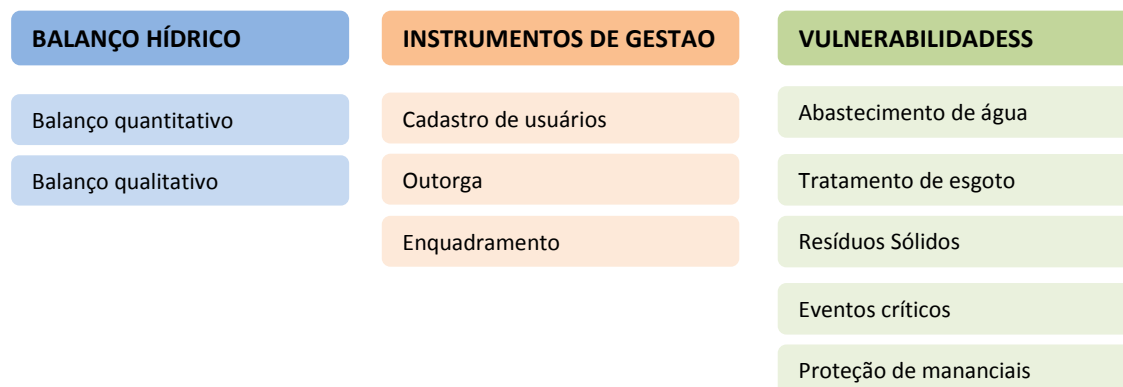 BALANÇO HÍDRICO
Balanço quantitativo
Balanço qualitativo
INSTRUMENTOS DE GESTAO
Cadastro de usuários
Outorga
Enquadramento
VULNERABILIDADESS
Abastecimento de água
Tratamento de esgoto
Resíduos Sólidos
Eventos críticos
Proteção de mananciais